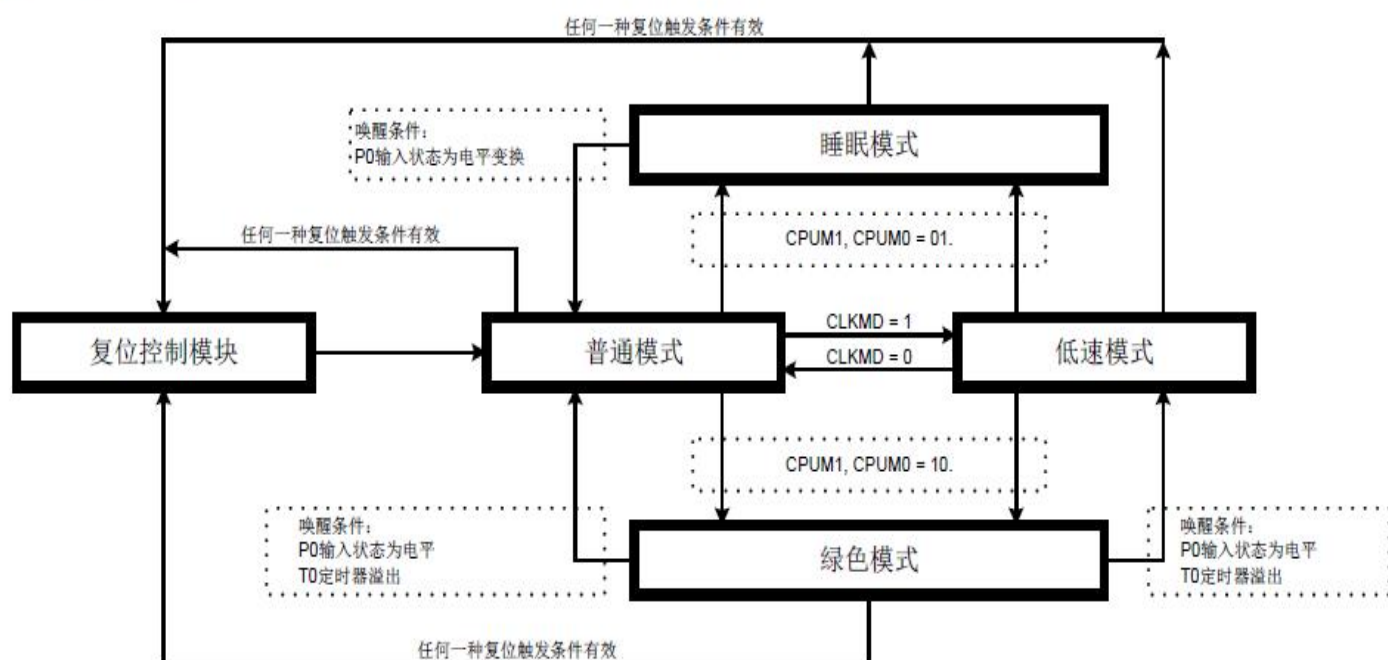 任何一种复位触发条件有效
唤醒条件:
P0输入状态为电平变换
睡眠模式
CPUM1, CPUM0 = 01.
任何一种复位触发条件有效
复位控制模块
普通模式
CLKMD = 1
CLKMD = 0
低速模式
CPUM1, CPUM0 = 10.
唤醒条件:
P0输入状态为电平
T0定时器溢出
绿色模式
唤醒条件:
P0输入状态为电平
T0定时器溢出
任何一种复位触发条件有效